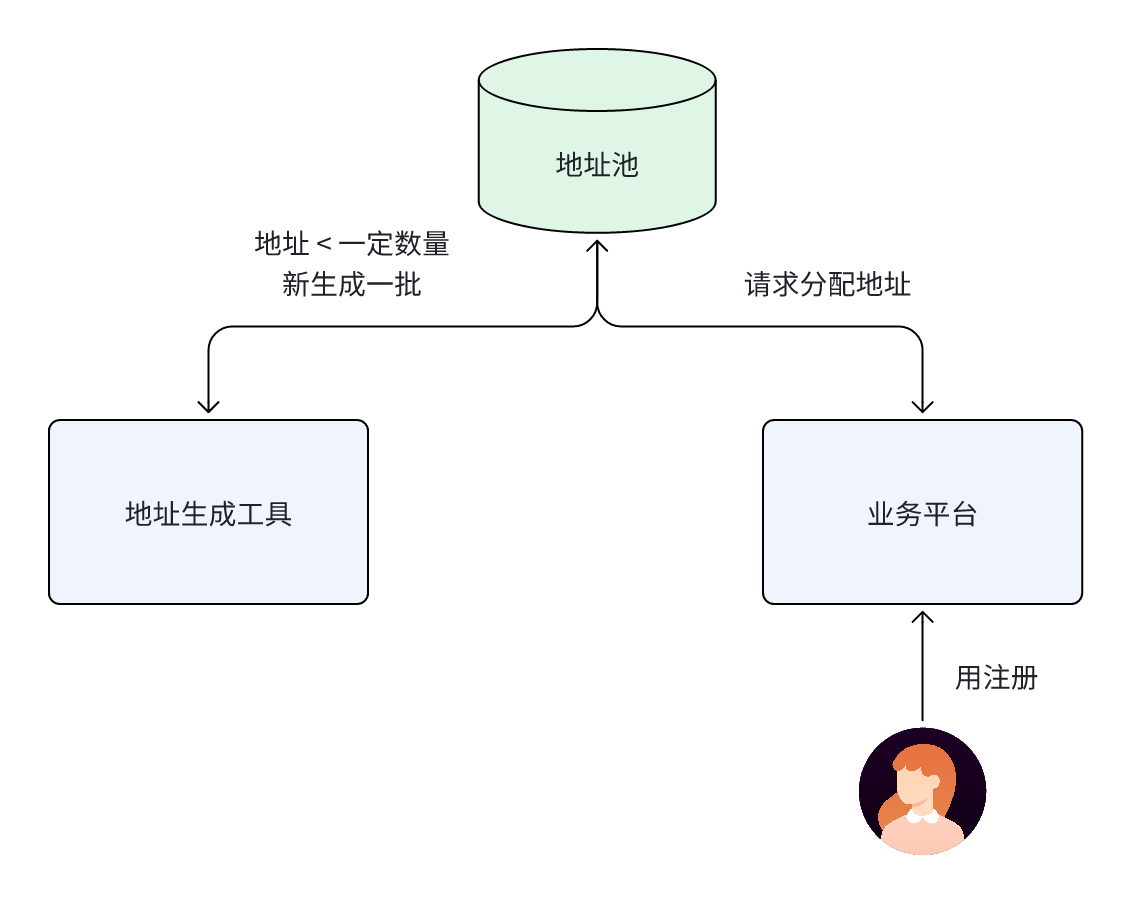 地址池
地址 < 一定数量
新生成一批
请求分配地址
地址生成工具
业务平台
用注册